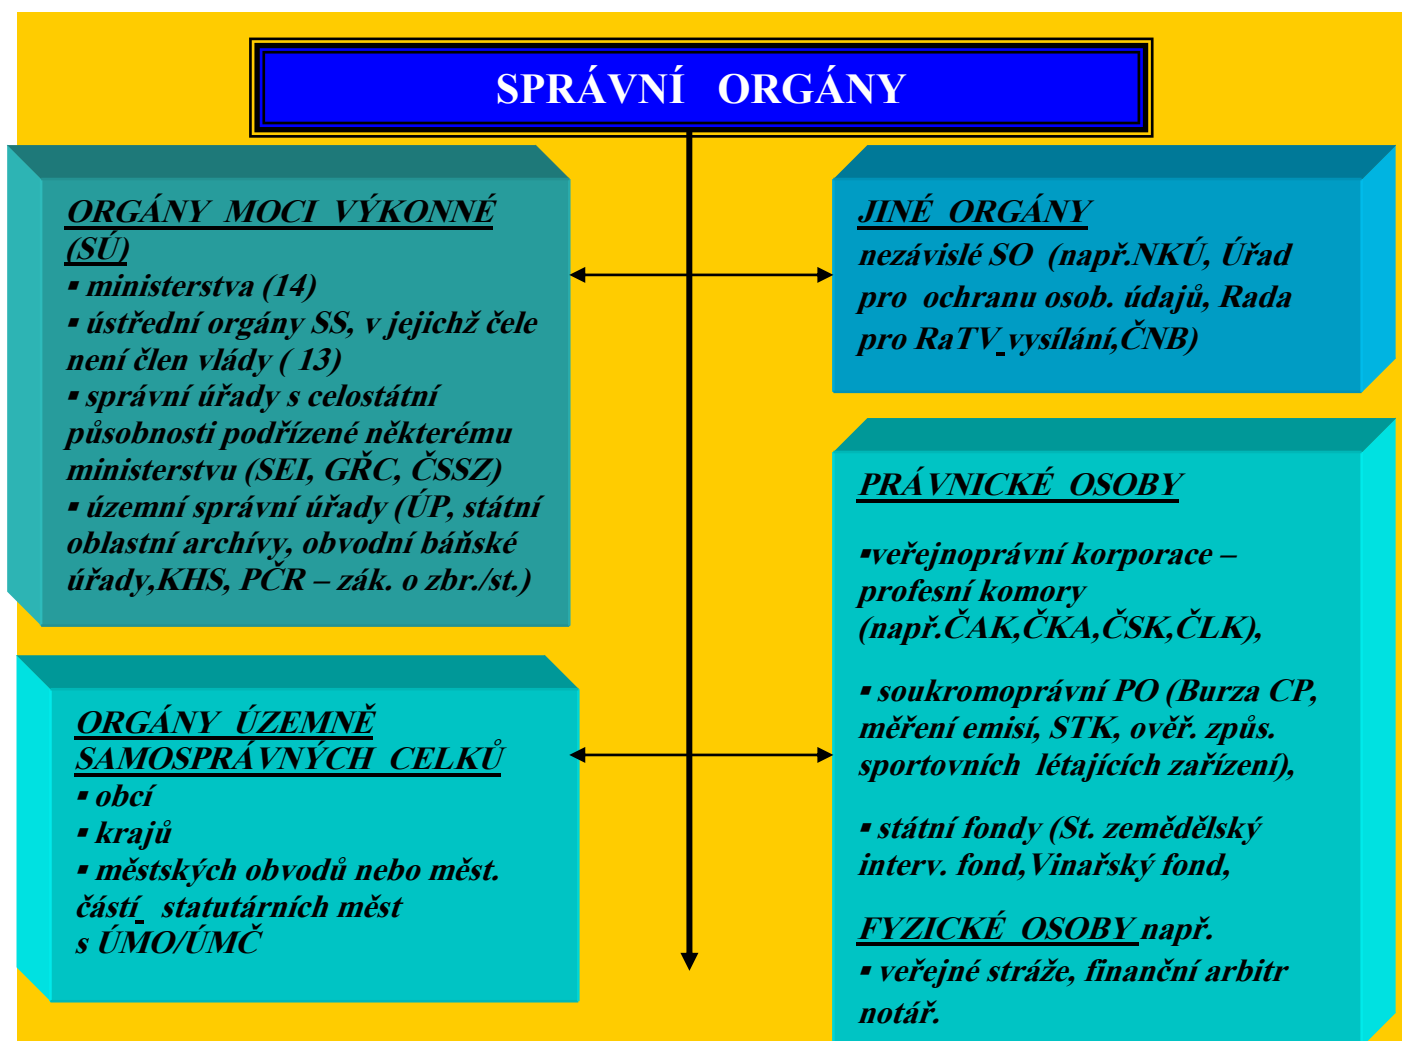 SPRÁVNÍ ORGÁNY
ORGÁNY MOCI VÝKONNÉ
(SÚ)
▪ ministerstva (14)
▪ ústřední orgány SS, v jejichž čele
není člen vlády ( 13)
▪ správní úřady s celostátní
působnosti podřízené některému
ministerstvu (SEI, GŘC, ČSSZ)
▪ územní správní úřady (ÚP, státní
oblastní archívy, obvodní báňské
úřady,KHS, PČR – zák. o zbr./st.)
ORGÁNY ÚZEMNĚ
SAMOSPRÁVNÝCH CELKŮ
▪ obcí
▪ krajů
▪ městských obvodů nebo měst.
částí statutárních měst
s ÚMO/ÚMČ
JINÉ ORGÁNY
nezávislé SO (např.NKÚ, Úřad
pro ochranu osob. údajů, Rada
pro RaTV vysílání,ČNB)
PRÁVNICKÉ OSOBY
▪veřejnoprávní korporace –
profesní komory
(např.ČAK,ČKA,ČSK,ČLK),
▪ soukromoprávní PO (Burza CP,
měření emisí, STK, ověř. způs.
sportovních létajících zařízení),
▪ státní fondy (St. zemědělský
interv. fond,Vinařský fond,
FYZICKÉ OSOBY např.
▪ veřejné stráže, finanční arbitr
notář.